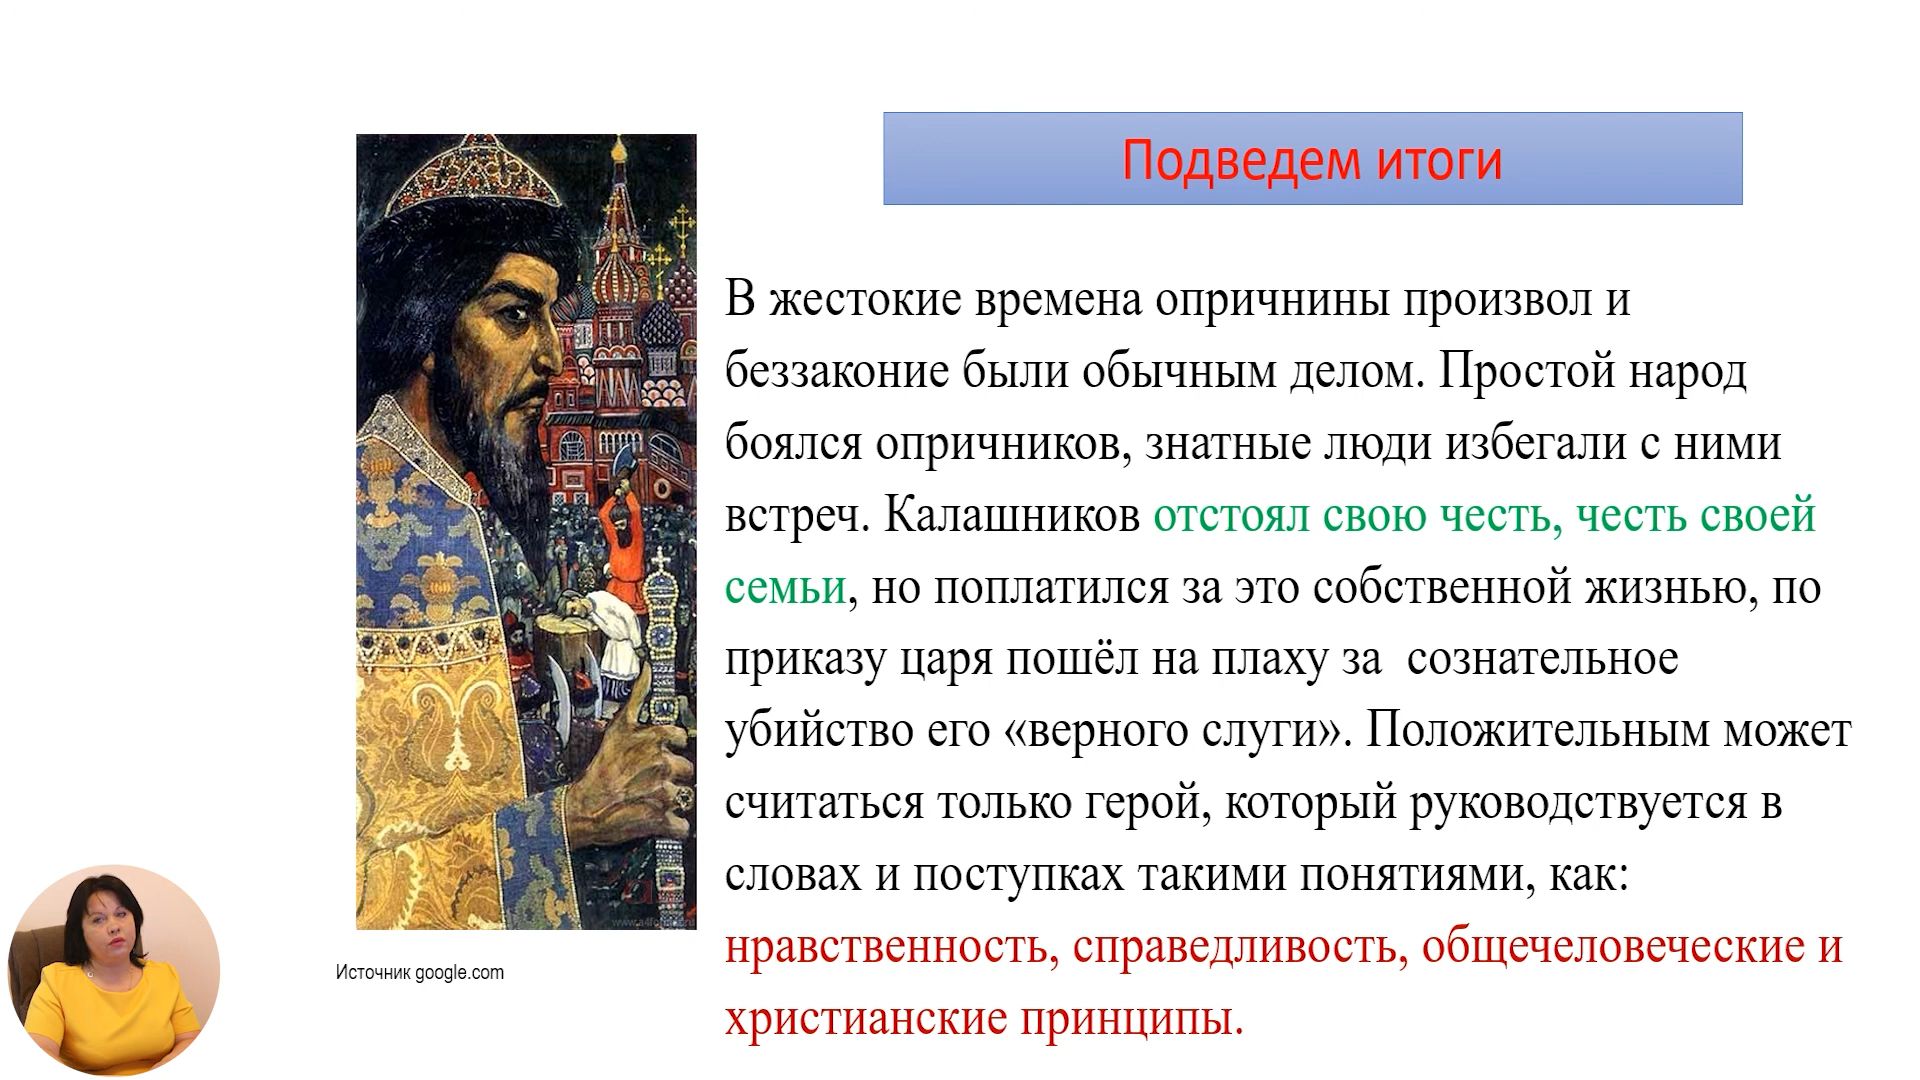 Подведем итоги
В жестокие времена опричнины произвол и
беззаконие были обычным делом. Простой народ
боялся опричников, знатные люди избегали с ними
встреч. Калашников отстоял свою честь, честь своей
семьи, но поплатился за это собственной жизнью, по
приказу царя пошёл на плаху за сознательное
убийство его «верного слуги». Положительным может
считаться только герой, который руководствуется в
словах и поступках такими понятиями, как:
нравственность, справедливость, общечеловеческие и
христианские принципы.
Источник google.com